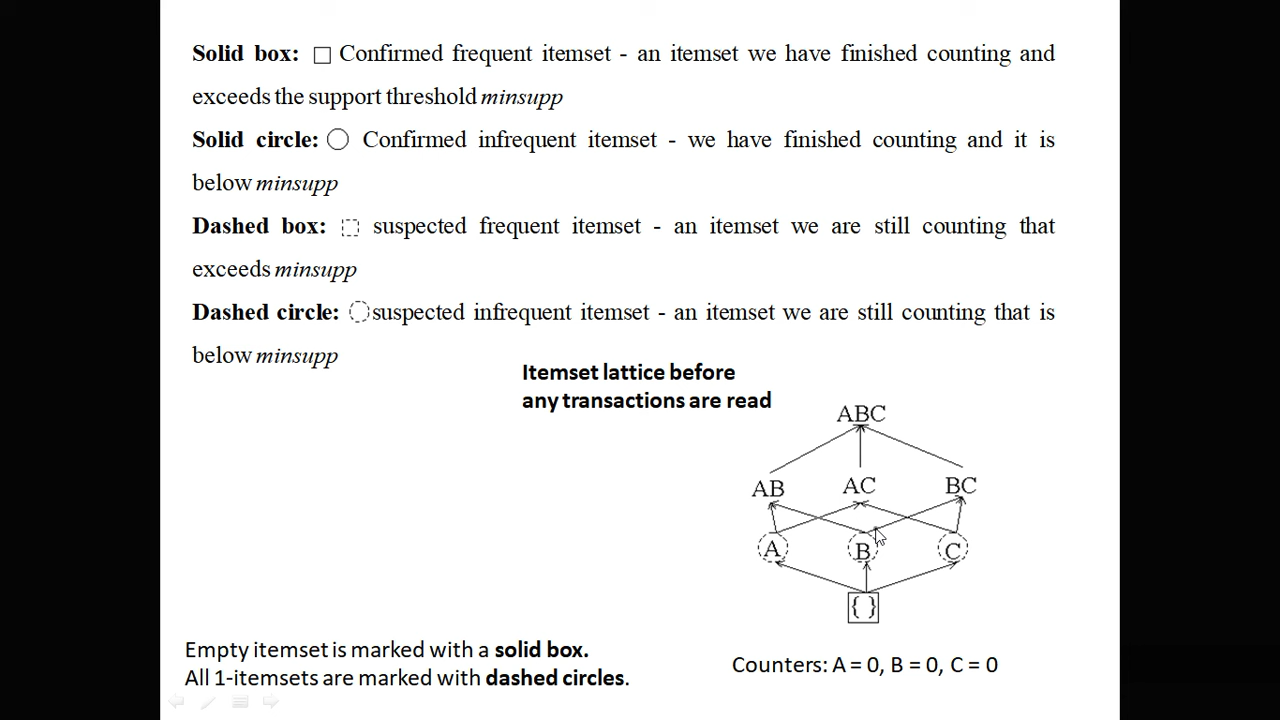 Solid box: Confirmed frequent itemset - an itemset we have finished counting and
exceeds the support threshold minsupp
Solid circle: Confirmed infrequent itemset - we have finished counting and it is
below minsupp
Dashed box: suspected frequent itemset - an itemset we are still counting that
exceeds minsupp
Dashed circle: suspected infrequent itemset - an itemset we are still counting that is
below minsupp
Itemset lattice before
any transactions are read
ABC
AB AC BC
A B C
{ }
Empty itemset is marked with a solid box.
All 1-itemsets are marked with dashed circles.
Counters: A = 0, B = 0, C = 0